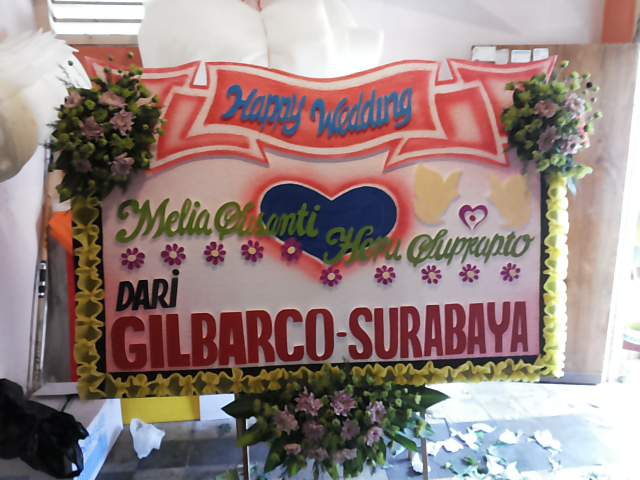 Happy Wedding
Melia Susanti
Heru Suprapto
DARi
GILBARCO-SURABAYA